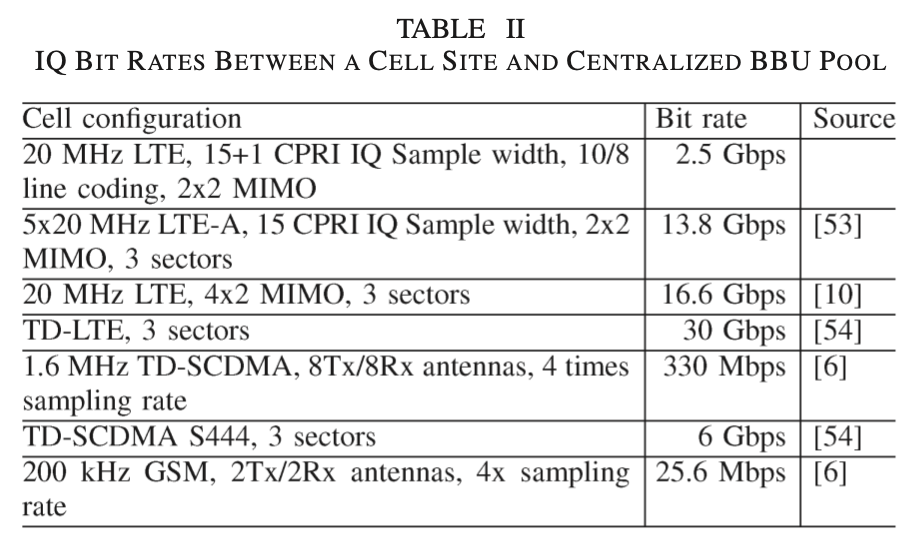 TABLE II
IQ BIT RATES BETWEEN A CELL SITE AND CENTRALIZED BBU POOL
Cell configuration Bit rate Source
20 MHz LTE, 15+1 CPRI IQ Sample width, 10/8 2.5 Gbps
line coding, 2x2 MIMO
5x20 MHz LTE-A, 15 CPRI IQ Sample width, 2x2 13.8 Gbps [53]
MIMO, 3 sectors
20 MHz LTE, 4x2 MIMO, 3 sectors 16.6 Gbps [10]
TD-LTE, 3 sectors 30 Gbps [54]
1.6 MHz TD-SCDMA, 8Tx/8Rx antennas, 4 times 330 Mbps [6]
sampling rate
TD-SCDMA S444, 3 sectors 6 Gbps [54]
200 kHz GSM, 2Tx/2Rx antennas, 4x sampling 25.6 Mbps [6]
rate